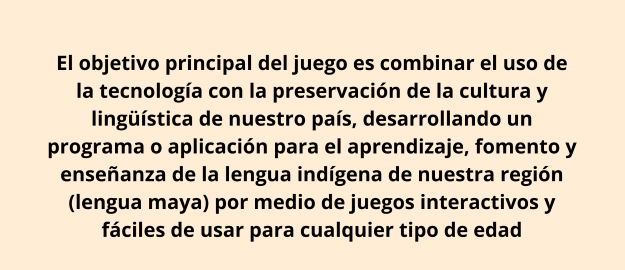 El objetivo principal del juego es combinar el uso de
la tecnología con la preservación de la cultura y
lingüística de nuestro país, desarrollando un
programa o aplicación para el aprendizaje, fomento y
enseñanza de la lengua indígena de nuestra región
(lengua maya) por medio de juegos interactivos y
fáciles de usar para cualquier tipo de edad